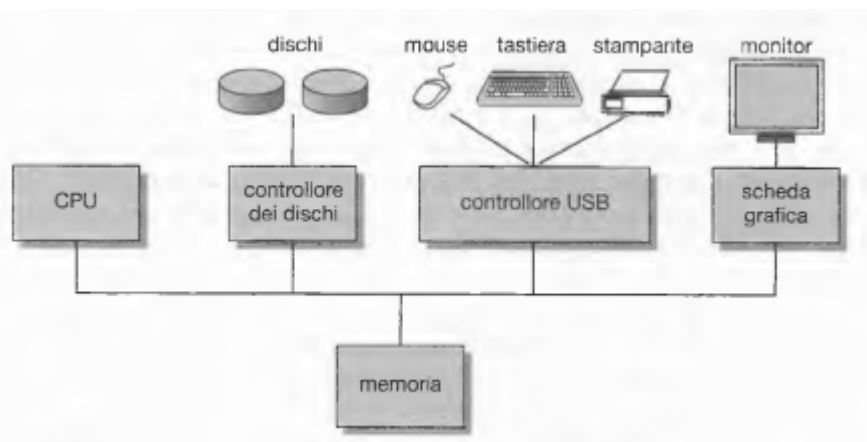 dischi
mouse
tastiera
stampante
monitor
CPU
controllore
dei dischi
controllore USB
scheda
grafica
memoria